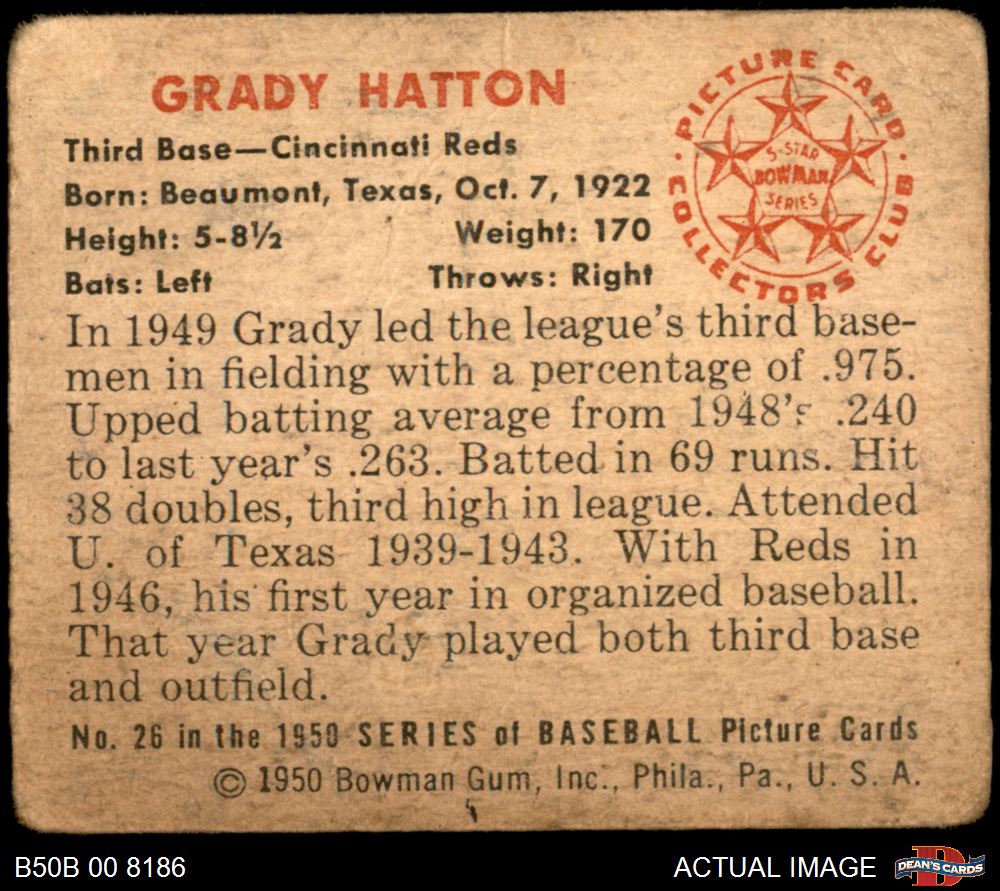 GRADY HATTON
Third Base—Cincinnati Reds
Born: Beaumont, Texas, Oct. 7, 1922
Height: 5-8½ Weight: 170
Bats: Left Throws: Right
PICTURE CARD COLLECTORS CLUB
5-STAR
BOWMAN
SERIES
In 1949 Grady led the league's third base-
men in fielding with a percentage of .975.
Upped batting average from 1948's .240
to last year's .263. Batted in 69 runs. Hit
38 doubles, third high in league. Attended
U. of Texas 1939-1943. With Reds in
1946, his first year in organized baseball.
That year Grady played both third base
and outfield.
No. 26 in the 1950 SERIES of BASEBALL Picture Cards
© 1950 Bowman Gum, Inc., Phila., Pa., U. S. A.
B50B 00 8186
ACTUAL IMAGE
DEAN'S CARDS